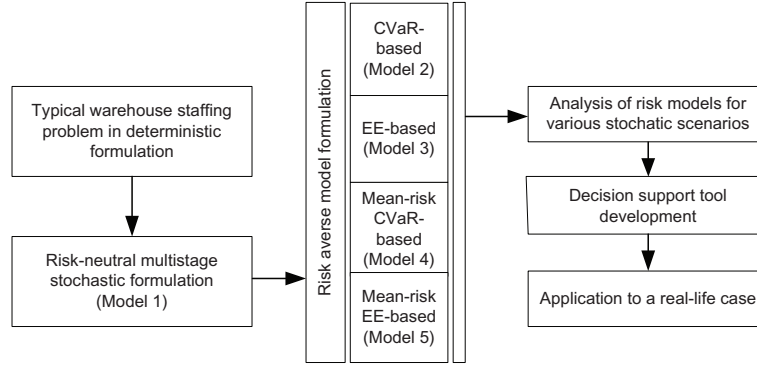 Typical warehouse staffing
problem in deterministic
formulation
Risk-neutral multistage
stochastic formulation
(Model 1)
Risk averse model formulation
CVaR-
based
(Model 2)
EE-based
(Model 3)
Mean-risk
CVaR-
based
(Model 4)
Mean-risk
EE-based
(Model 5)
Analysis of risk models for
various stochatic scenarios
Decision support tool
development
Application to a real-life case